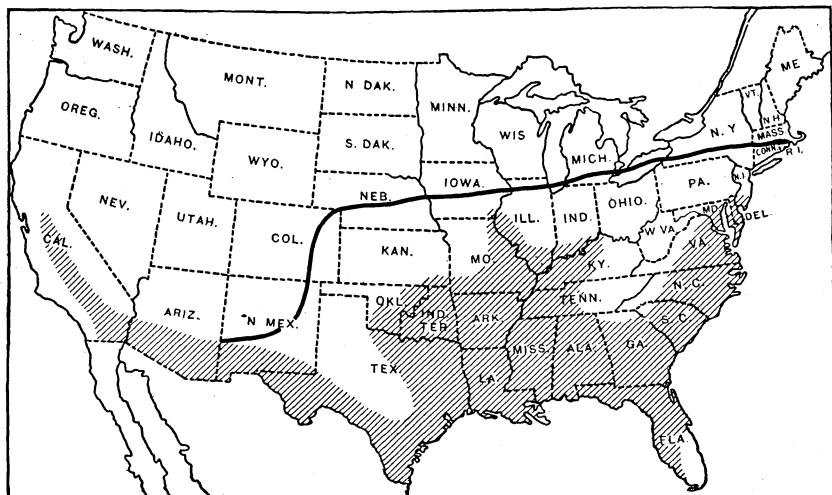 WASH.
MONT.
N DAK.
MINN.
ME
OREG.
IDAHO.
S. DAK.
WIS
MICH.
N. Y
VT.
N H.
MASS
CONN.
R I.
WYO.
NEB.
IOWA.
PA.
N.J.
NEV.
UTAH.
COL.
KAN.
MO.
ILL.
IND.
OHIO.
W VA.
MD.
DEL.
VA.
CAL.
ARIZ.
N MEX.
OKL.
IND.
TER
ARK.
KY.
TENN.
N. C.
S. C.
TEX.
LA.
MISS.
ALA.
GA.
FLA.